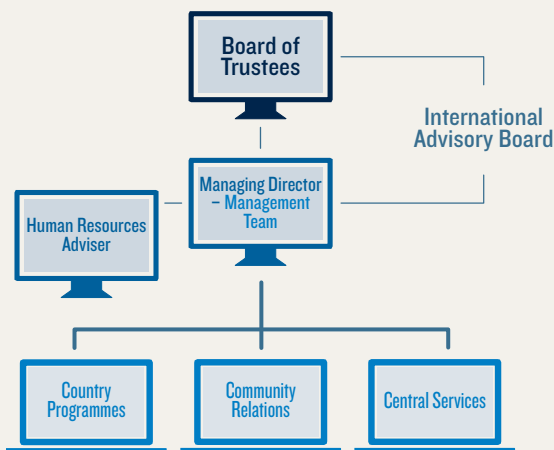 Board of
Trustees
International
Advisory Board
Managing Director
– Management
Team
Human Resources
Adviser
Country
Programmes
Community
Relations
Central Services